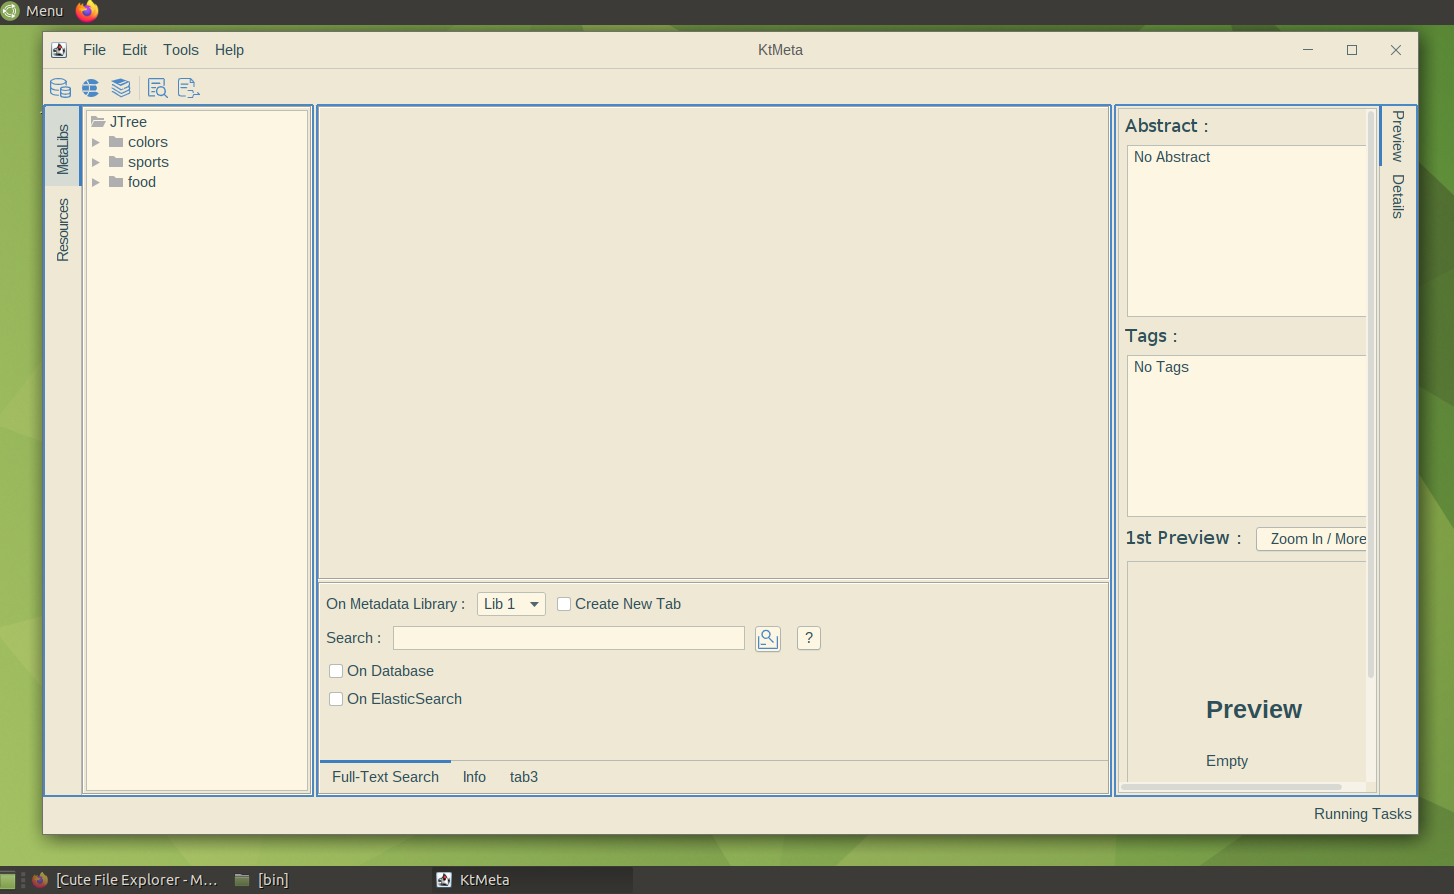 Menu
File Edit Tools Help KtMeta
MetaLibs
Resources
JTree
colors
sports
food
Abstract :
No Abstract
Tags :
No Tags
1st Preview : Zoom In / More
Preview
Empty
Preview
Details
On Metadata Library : Lib 1 Create New Tab
Search : ?
On Database
On ElasticSearch
Full-Text Search Info tab3
Running Tasks
[Cute File Explorer - M... [bin] KtMeta